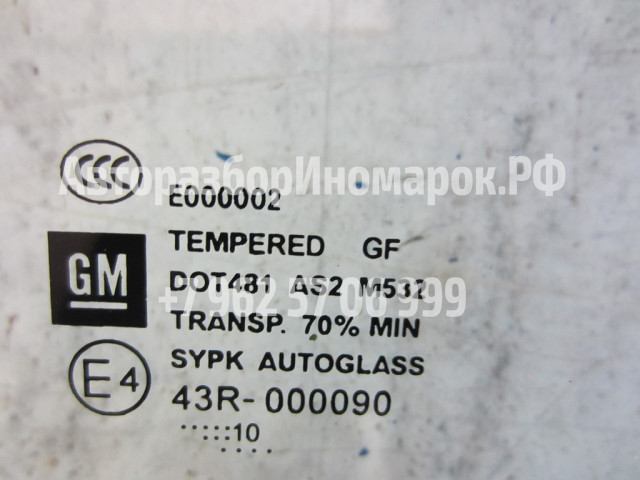 CCC
АвторазборИномарок.РФ
E000002
GM
TEMPERED GF
DOT481 AS2 M532
+7 962 57 00 999
TRANSP. 70% MIN
E4
SYPK AUTOGLASS
43R-000090
..:::::10